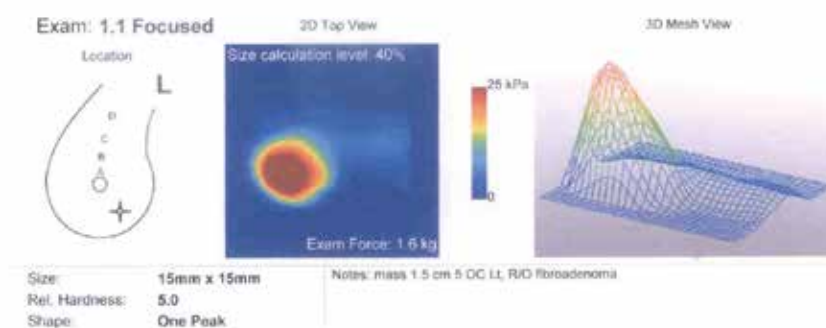 Exam: 1.1 Focused
Location
L
D
C
B
A
2D Top View
Size calculation level: 40%
Exam Force: 1.6 kg
25 kPa
0
3D Mesh View
Size: 15mm x 15mm
Rel. Hardness: 5.0
Shape: One Peak
Notes: mass 1.5 cm 5 OC Lt, R/O fibroadenoma